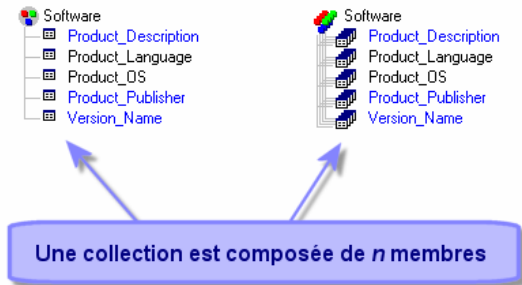 Software
Product_Description
Product_Language
Product_OS
Product_Publisher
Version_Name
Software
Product_Description
Product_Language
Product_OS
Product_Publisher
Version_Name
Une collection est composée de n membres